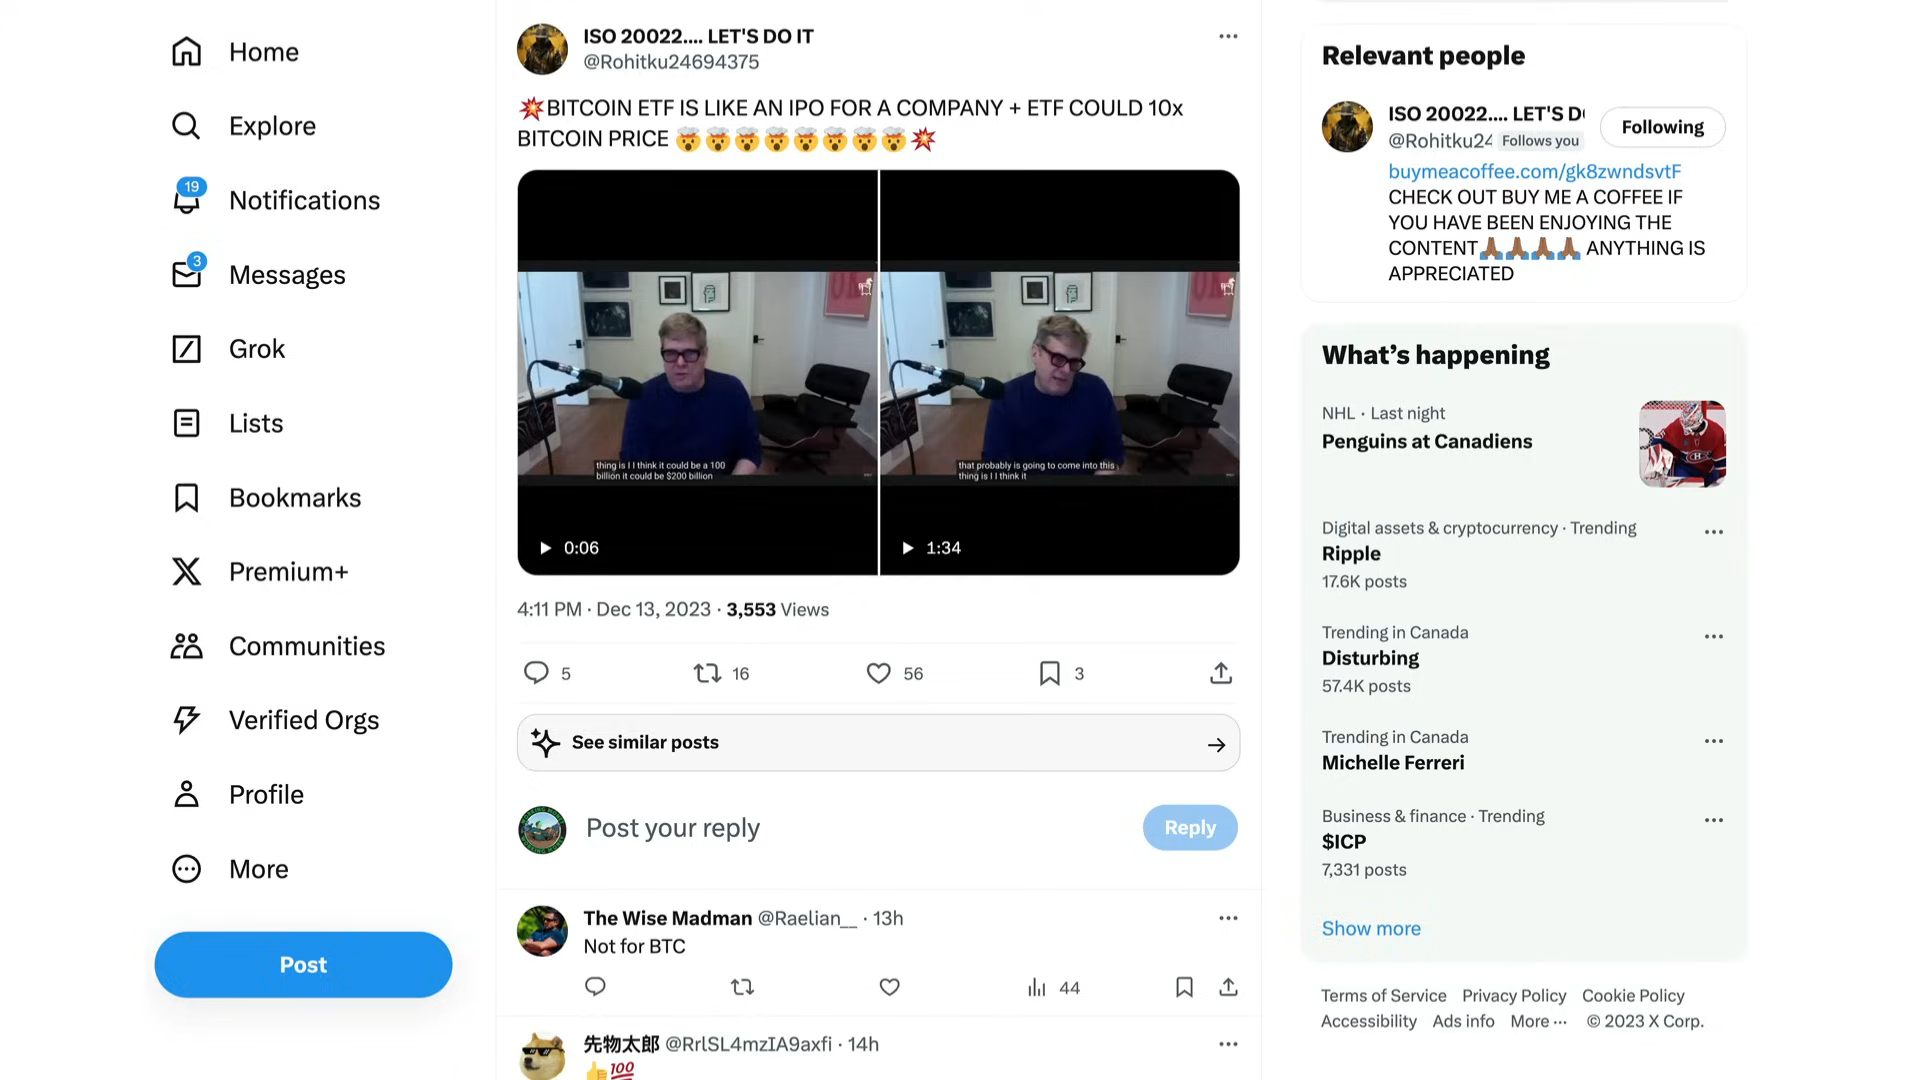 Home
Explore
19
Notifications
3
Messages
Grok
Lists
Bookmarks
Premium+
Communities
Verified Orgs
Profile
More
Post
ISO 20022.... LET'S DO IT
@Rohitku24694375
💥BITCOIN ETF IS LIKE AN IPO FOR A COMPANY + ETF COULD 10x
BITCOIN PRICE 🤯🤯🤯🤯🤯🤯🤯🤯💥
thing is I I think it could be a 100
billion it could be $200 billion
0:06
that probably is going to come into this
thing is I I think it
1:34
4:11 PM · Dec 13, 2023 · 3,553 Views
5
16
56
3
See similar posts
Post your reply
Reply
The Wise Madman @Raelian__ · 13h
Not for BTC
44
先物太郎 @RrlSL4mzIA9axfi · 14h
👍💯
Relevant people
ISO 20022.... LET'S DO
@Rohitku24 Follows you
Following
buymeacoffee.com/gk8zwndsvtF
CHECK OUT BUY ME A COFFEE IF
YOU HAVE BEEN ENJOYING THE
CONTENT🙏🏾🙏🏾🙏🏾🙏🏾 ANYTHING IS
APPRECIATED
What's happening
NHL · Last night
Penguins at Canadiens
Digital assets & cryptocurrency · Trending
Ripple
17.6K posts
Trending in Canada
Disturbing
57.4K posts
Trending in Canada
Michelle Ferreri
Business & finance · Trending
$ICP
7,331 posts
Show more
Terms of Service Privacy Policy Cookie Policy
Accessibility Ads info More ··· © 2023 X Corp.